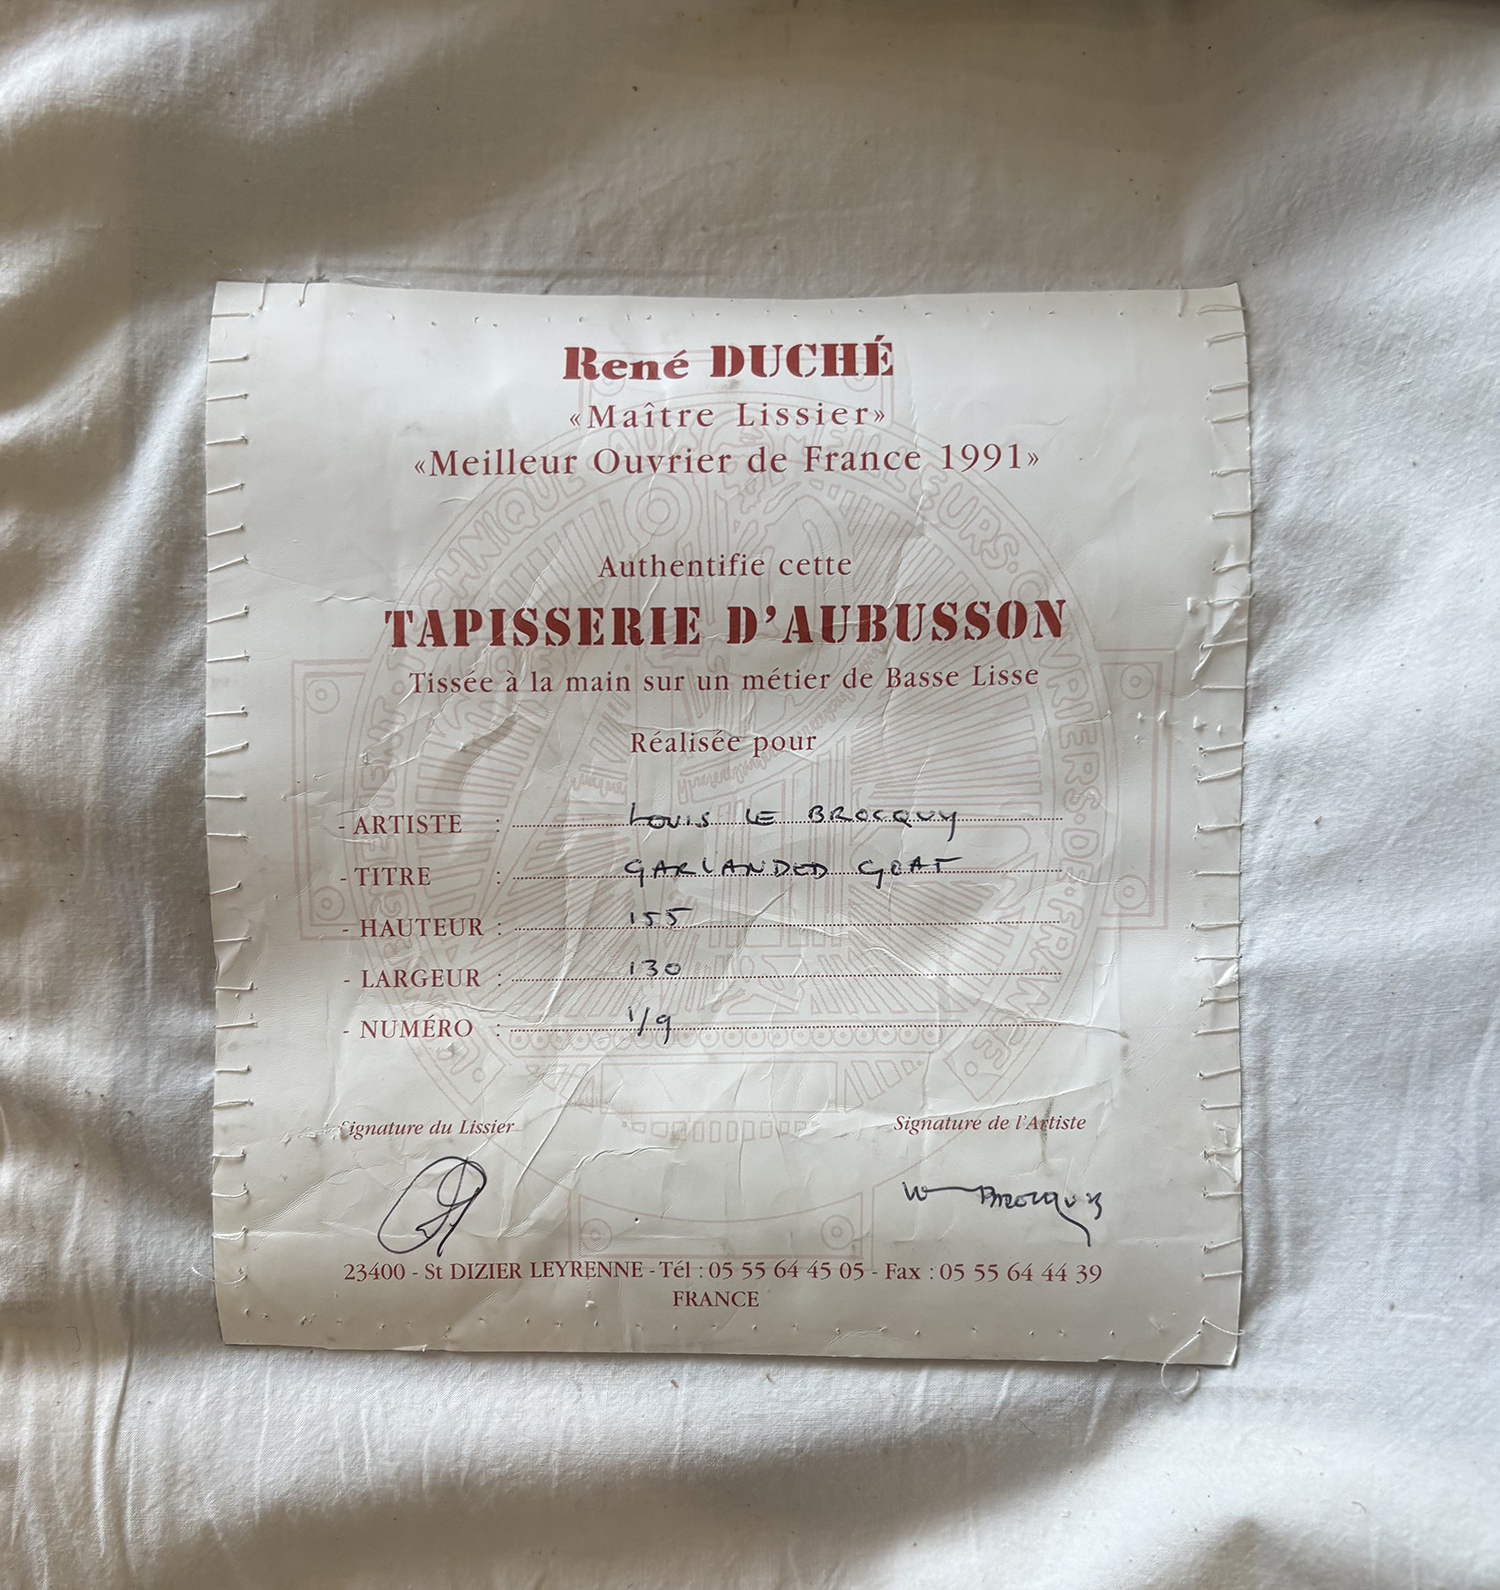 René DUCHÉ
«Maître Lissier»
«Meilleur Ouvrier de France 1991»
Authentifie cette
TAPISSERIE D'AUBUSSON
Tissée à la main sur un métier de Basse Lisse
Réalisée pour
- ARTISTE : LOUIS LE BROCQUY
- TITRE : GARLANDED GOAT
- HAUTEUR : 155
- LARGEUR : 130
- NUMÉRO : 1/9
Signature du Lissier
Signature de l'Artiste
BROCQUY
23400 - St DIZIER LEYRENNE - Tél : 05 55 64 45 05 - Fax : 05 55 64 44 39
FRANCE